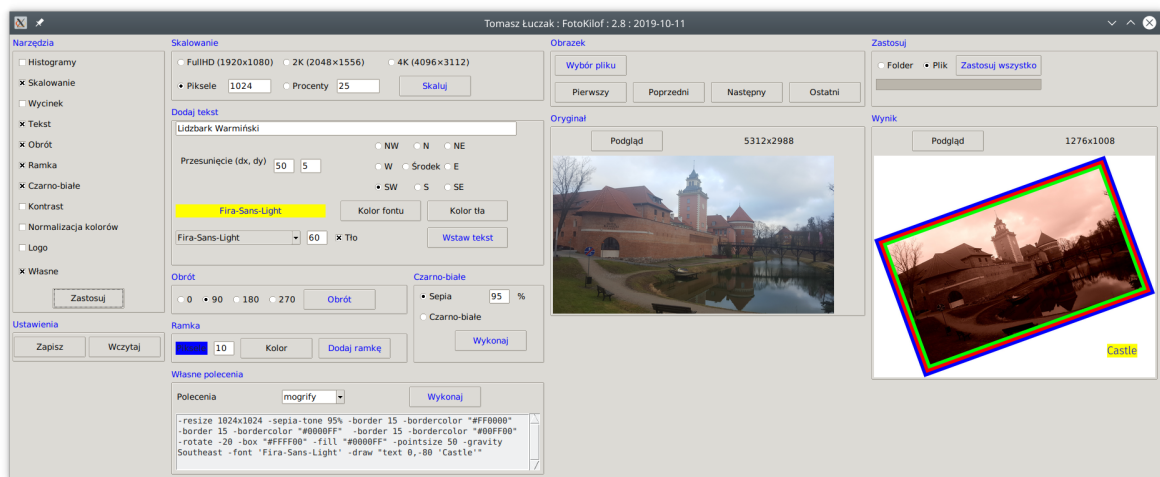 Tomasz Łuczak : FotoKilof : 2.8 : 2019-10-11
Narzędzia
Histogramy
Skalowanie
Wycinek
Tekst
Obrót
Ramka
Czarno-białe
Kontrast
Normalizacja kolorów
Logo
Własne
Zastosuj
Ustawienia
Zapisz Wczytaj
Skalowanie
FullHD (1920x1080) 2K (2048×1556) 4K (4096×3112)
Piksele 1024 Procenty 25 Skaluj
Dodaj tekst
Lidzbark Warmiński
Przesunięcie (dx, dy) 50 5
NW N NE
W Środek E
SW S SE
Fira-Sans-Light Kolor fontu Kolor tła
Fira-Sans-Light 60 Tło Wstaw tekst
Obrót
0 90 180 270 Obrót
Czarno-białe
Sepia 95 %
Czarno-białe
Wykonaj
Ramka
10 Kolor Dodaj ramkę
Własne polecenia
Polecenia mogrify Wykonaj
-resize 1024x1024 -sepia-tone 95% -border 15 -bordercolor "#FF0000"
-border 15 -bordercolor "#0000FF" -border 15 -bordercolor "#00FF00"
-rotate -20 -box "#FFFF00" -fill "#0000FF" -pointsize 50 -gravity
Southeast -font 'Fira-Sans-Light' -draw "text 0,-80 'Castle'"
Obrazek
Wybór pliku
Pierwszy Poprzedni Następny Ostatni
Oryginał
Podgląd 5312x2988
Zastosuj
Folder Plik Zastosuj wszystko
Wynik
Podgląd 1276x1008
Castle